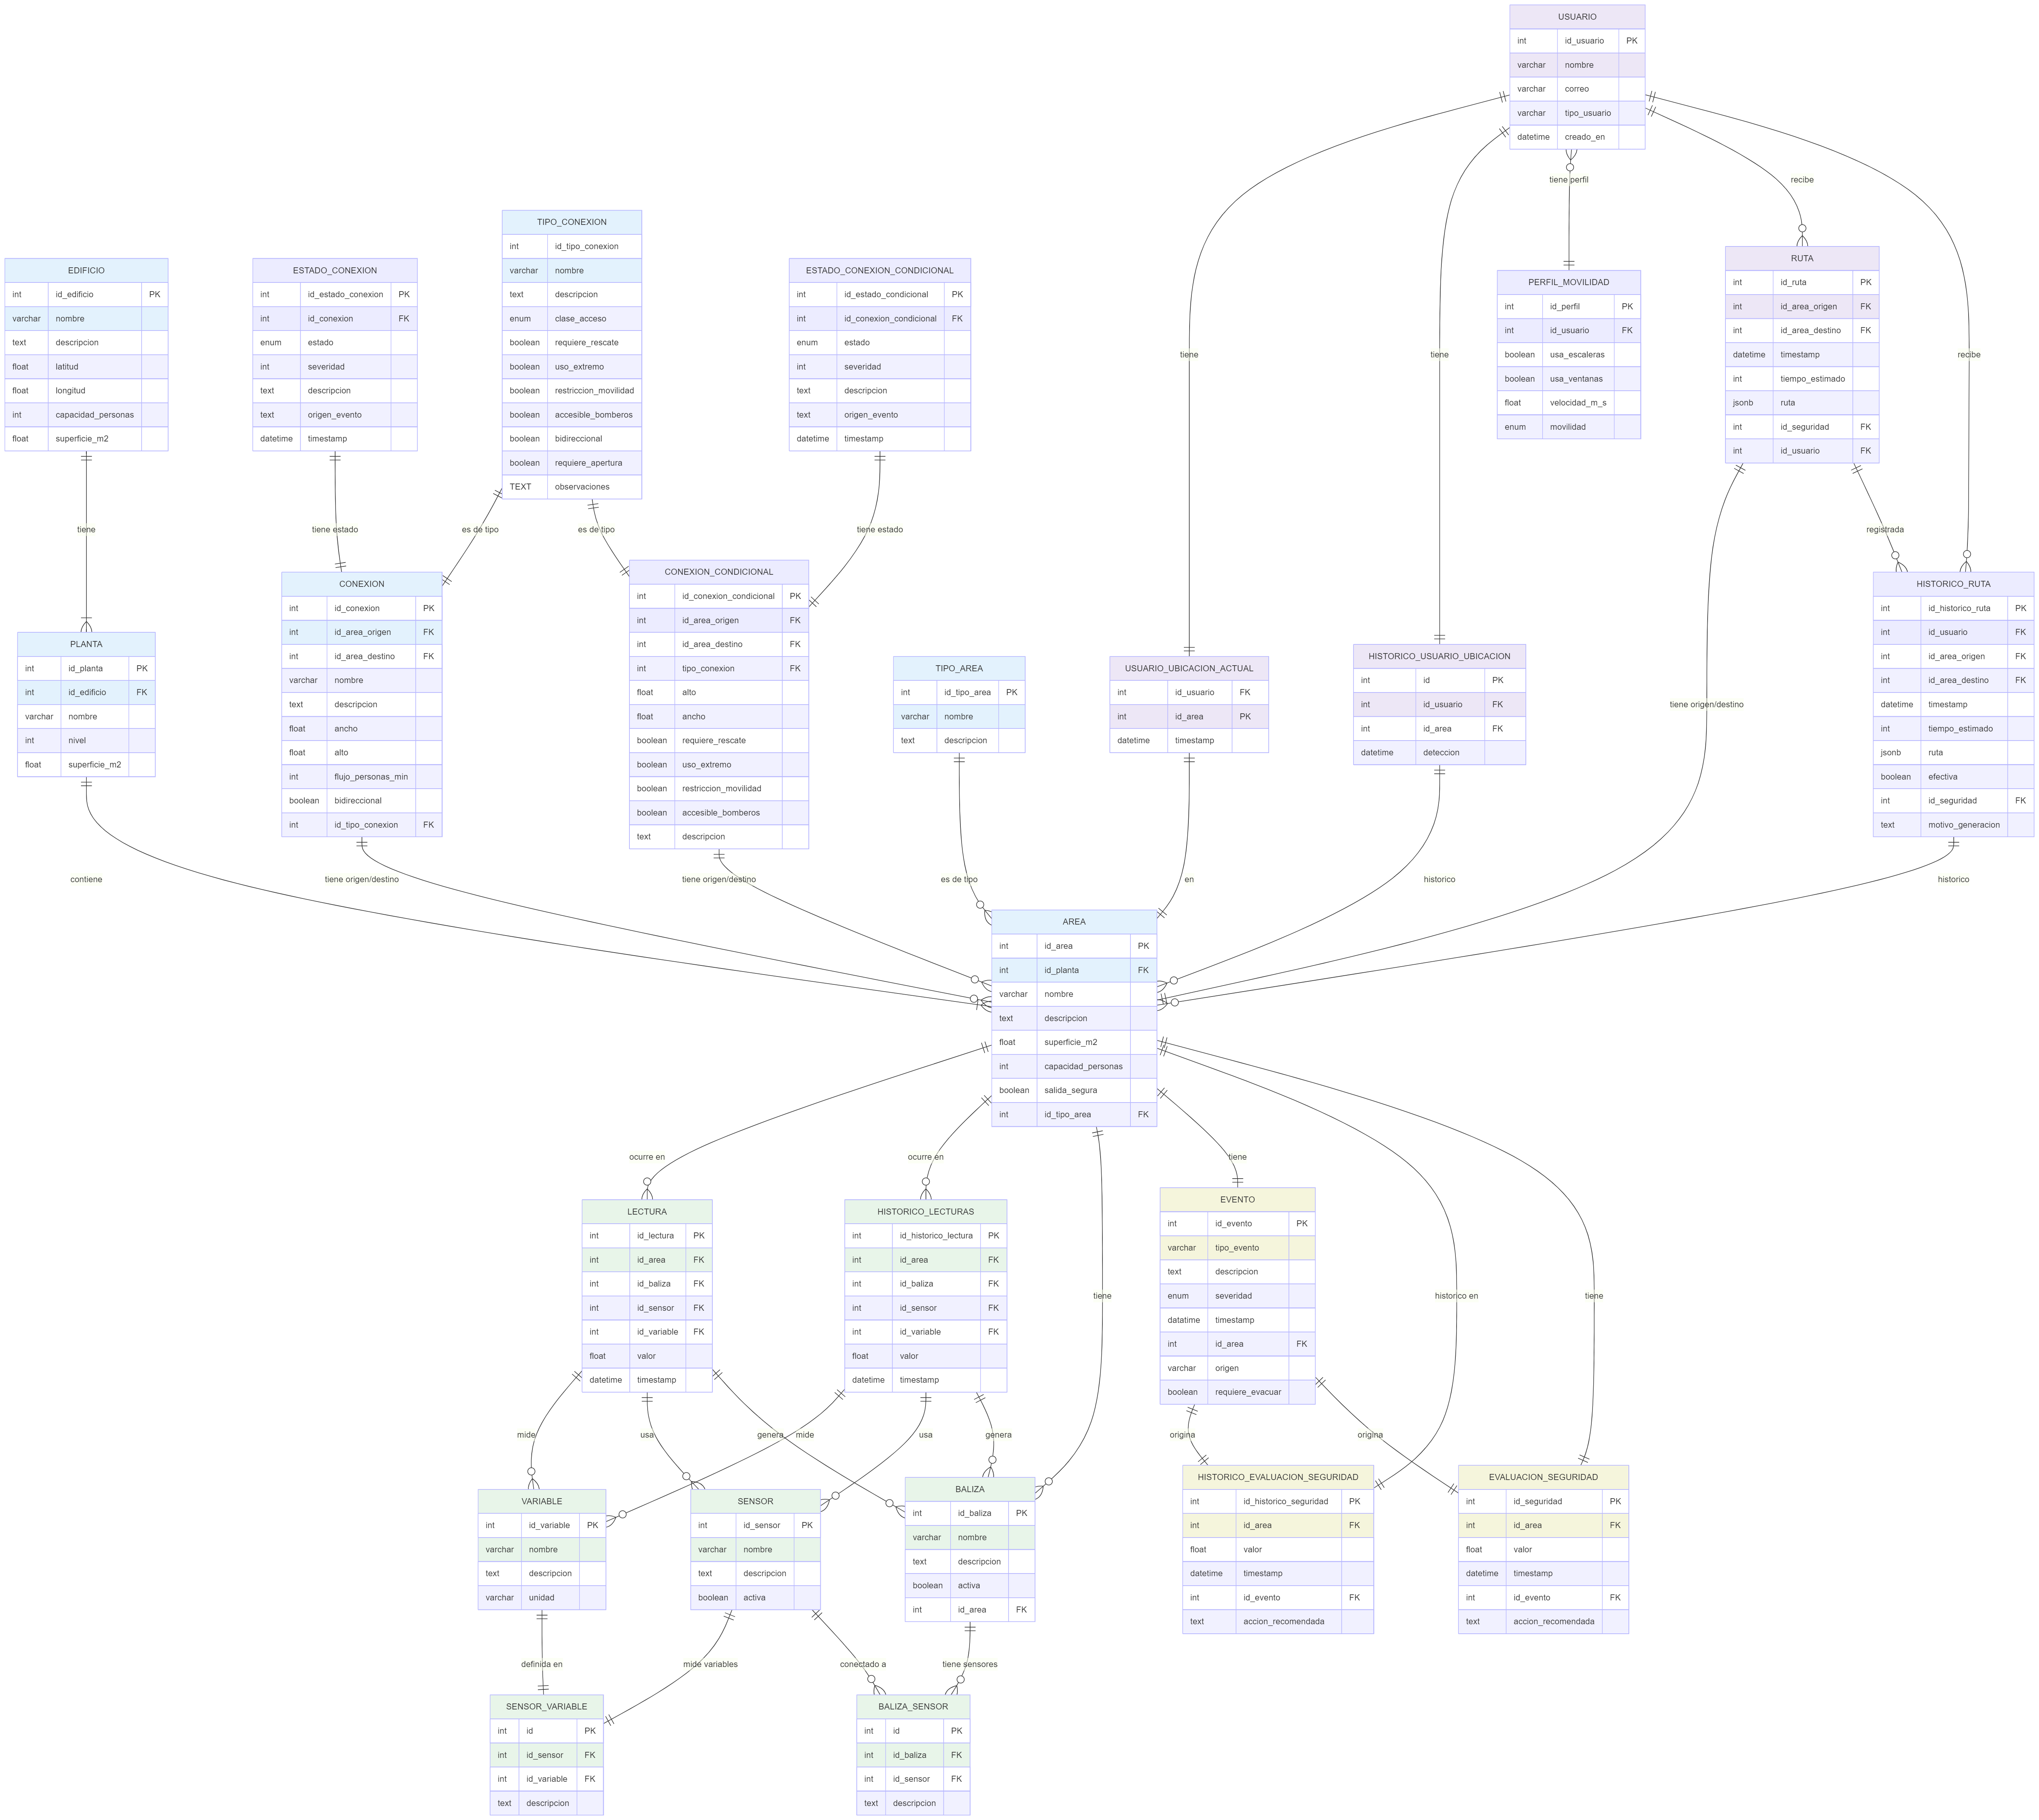 USUARIO
int id_usuario PK
varchar nombre
varchar correo
varchar tipo_usuario
datetime creado_en
tiene perfil
recibe
TIPO_CONEXION
int id_tipo_conexion
varchar nombre
text descripcion
enum clase_acceso
boolean requiere_rescate
boolean uso_extremo
boolean restriccion_movilidad
boolean accesible_bomberos
boolean bidireccional
boolean requiere_apertura
TEXT observaciones
EDIFICIO
int id_edificio PK
varchar nombre
text descripcion
float latitud
float longitud
int capacidad_personas
float superficie_m2
ESTADO_CONEXION
int id_estado_conexion PK
int id_conexion FK
enum estado
int severidad
text descripcion
text origen_evento
datetime timestamp
ESTADO_CONEXION_CONDICIONAL
int id_estado_condicional PK
int id_conexion_condicional FK
enum estado
int severidad
text descripcion
text origen_evento
datetime timestamp
PERFIL_MOVILIDAD
int id_perfil PK
int id_usuario FK
boolean usa_escaleras
boolean usa_ventanas
float velocidad_m_s
enum movilidad
RUTA
int id_ruta PK
int id_area_origen FK
int id_area_destino FK
datetime timestamp
int tiempo_estimado
jsonb ruta
int id_seguridad FK
int id_usuario FK
tiene
tiene
recibe
tiene
tiene estado
es de tipo
es de tipo
tiene estado
registrada
CONEXION
int id_conexion PK
int id_area_origen FK
int id_area_destino FK
varchar nombre
text descripcion
float ancho
float alto
int flujo_personas_min
boolean bidireccional
int id_tipo_conexion FK
CONEXION_CONDICIONAL
int id_conexion_condicional PK
int id_area_origen FK
int id_area_destino FK
int tipo_conexion FK
float alto
float ancho
boolean requiere_rescate
boolean uso_extremo
boolean restriccion_movilidad
boolean accesible_bomberos
text descripcion
HISTORICO_RUTA
int id_historico_ruta PK
int id_usuario FK
int id_area_origen FK
int id_area_destino FK
datetime timestamp
int tiempo_estimado
jsonb ruta
boolean efectiva
int id_seguridad FK
text motivo_generacion
PLANTA
int id_planta PK
int id_edificio FK
varchar nombre
int nivel
float superficie_m2
TIPO_AREA
int id_tipo_area PK
varchar nombre
text descripcion
USUARIO_UBICACION_ACTUAL
int id_usuario FK
int id_area PK
datetime timestamp
HISTORICO_USUARIO_UBICACION
int id PK
int id_usuario FK
int id_area FK
datetime deteccion
tiene origen/destino
contiene
tiene origen/destino
tiene origen/destino
es de tipo
en
historico
historico
AREA
int id_area PK
int id_planta FK
varchar nombre
text descripcion
float superficie_m2
int capacidad_personas
boolean salida_segura
int id_tipo_area FK
ocurre en
ocurre en
tiene
LECTURA
int id_lectura PK
int id_area FK
int id_baliza FK
int id_sensor FK
int id_variable FK
float valor
datetime timestamp
HISTORICO_LECTURAS
int id_historico_lectura PK
int id_area FK
int id_baliza FK
int id_sensor FK
int id_variable FK
float valor
datetime timestamp
EVENTO
int id_evento PK
varchar tipo_evento
text descripcion
enum severidad
datatime timestamp
int id_area FK
varchar origen
boolean requiere_evacuar
tiene
historico en
tiene
mide
usa
genera
mide
usa
genera
origina
origina
VARIABLE
int id_variable PK
varchar nombre
text descripcion
varchar unidad
SENSOR
int id_sensor PK
varchar nombre
text descripcion
boolean activa
BALIZA
int id_baliza PK
varchar nombre
text descripcion
boolean activa
int id_area FK
HISTORICO_EVALUACION_SEGURIDAD
int id_historico_seguridad PK
int id_area FK
float valor
datetime timestamp
int id_evento FK
text accion_recomendada
EVALUACION_SEGURIDAD
int id_seguridad PK
int id_area FK
float valor
datetime timestamp
int id_evento FK
text accion_recomendada
definida en
mide variables
conectado a
tiene sensores
SENSOR_VARIABLE
int id PK
int id_sensor FK
int id_variable FK
text descripcion
BALIZA_SENSOR
int id PK
int id_baliza FK
int id_sensor FK
text descripcion